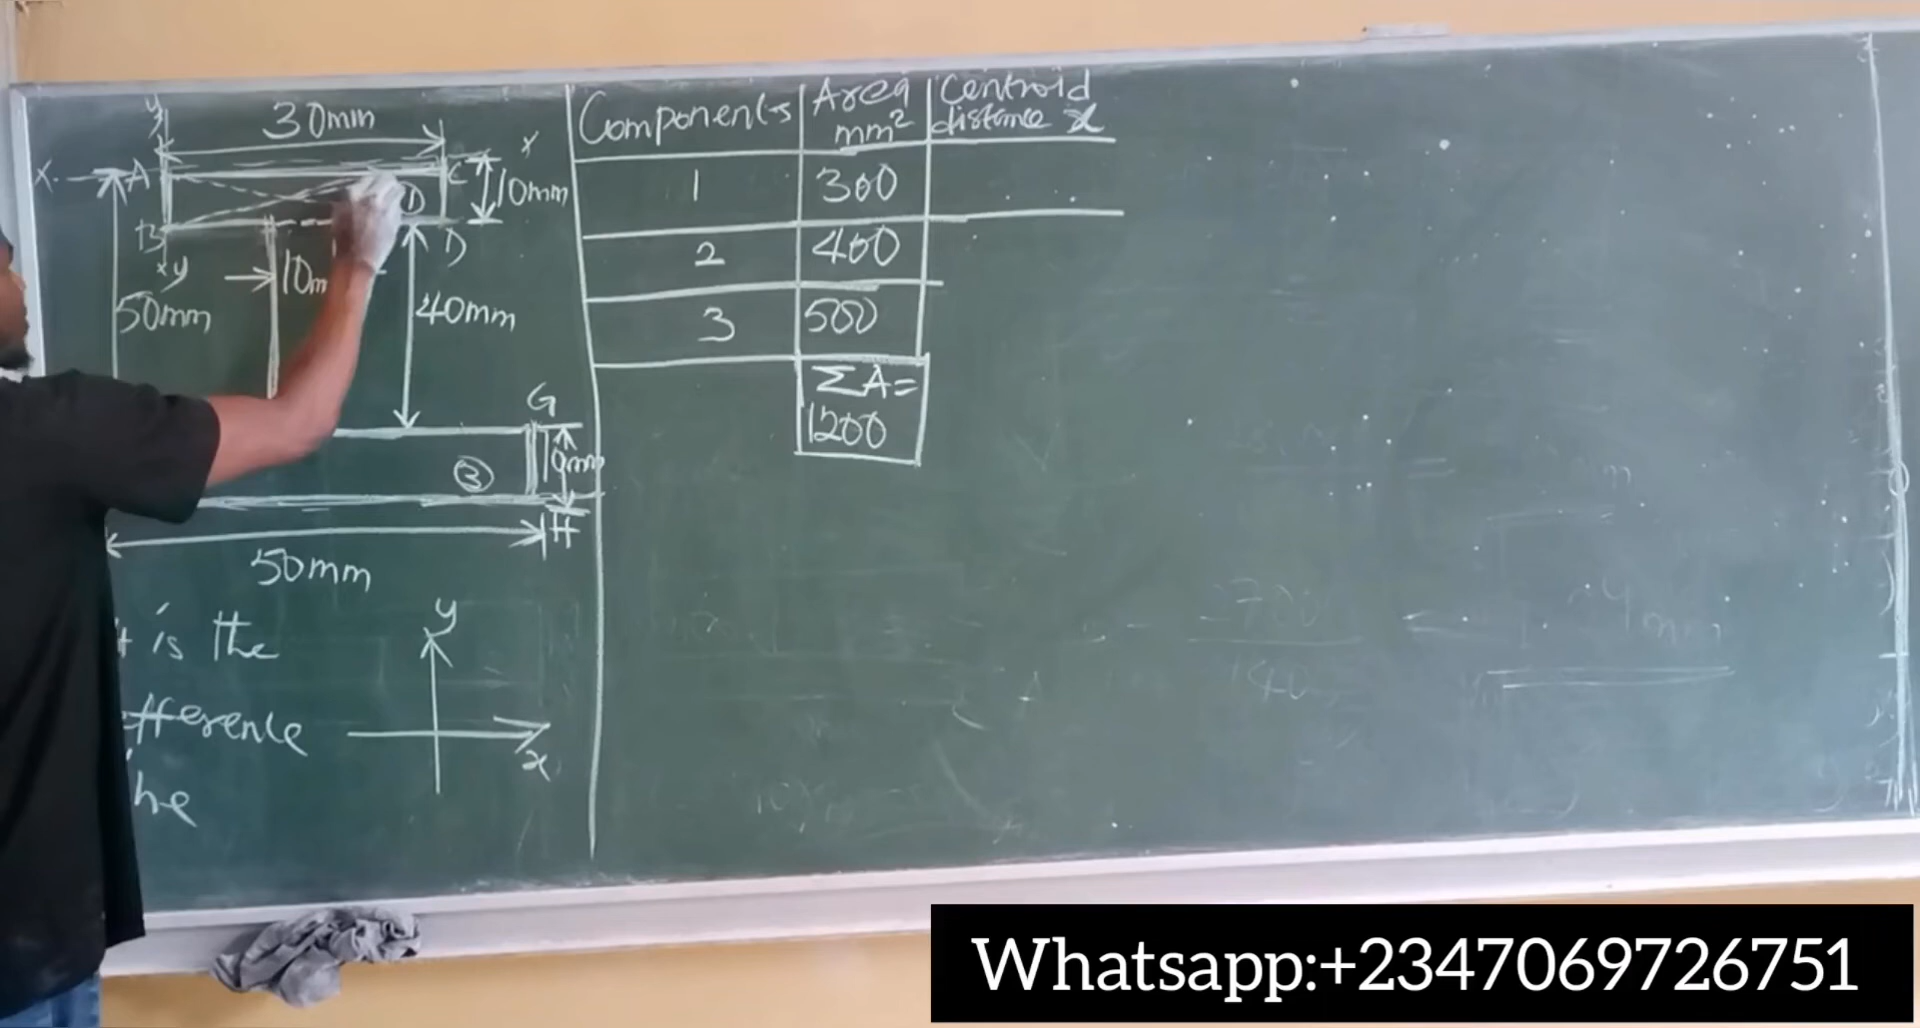 y
30mm
x
X
A
C
10mm
B
D
D
y
10m
50mm
40mm
G
3
10mm
H
50mm
is the
fference
he
y
x
Components
Area mm²
Centroid distance x
1
300
2
400
3
500
ΣA=
1200
Whatsapp:+2347069726751